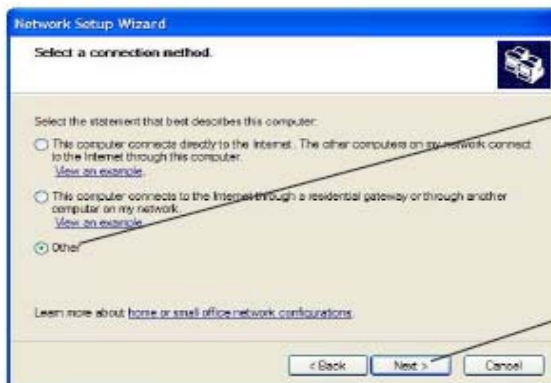 Network Setup Wizard
Select a connection method.
Select the statement that best describes this computer:
This computer connects directly to the Internet. The other computers on my network connect
to the Internet through this computer.
View an example.
This computer connects to the Internet through a residential gateway or through another
computer on my network.
View an example.
Other
Learn more about home or small office network configurations.
< Back
Next >
Cancel